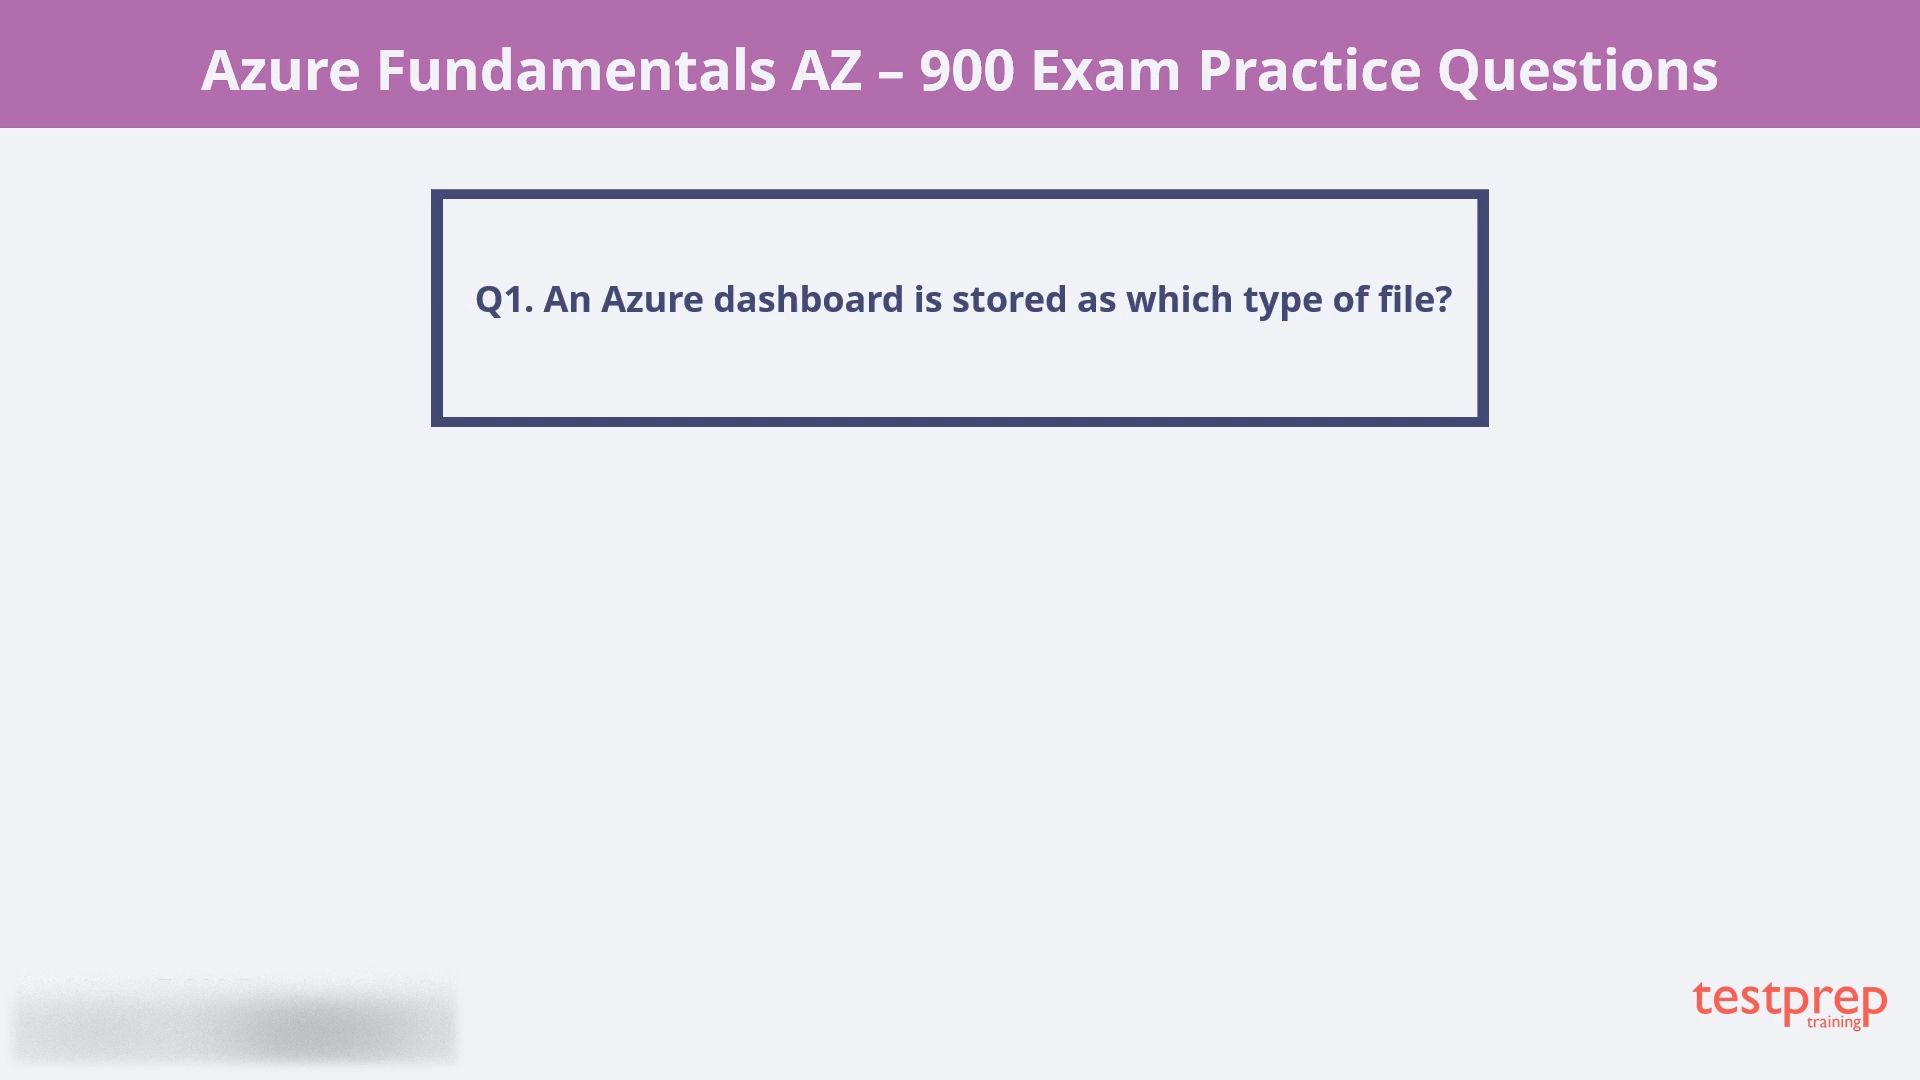 Azure Fundamentals AZ – 900 Exam Practice Questions
Q1. An Azure dashboard is stored as which type of file?
testprep
training